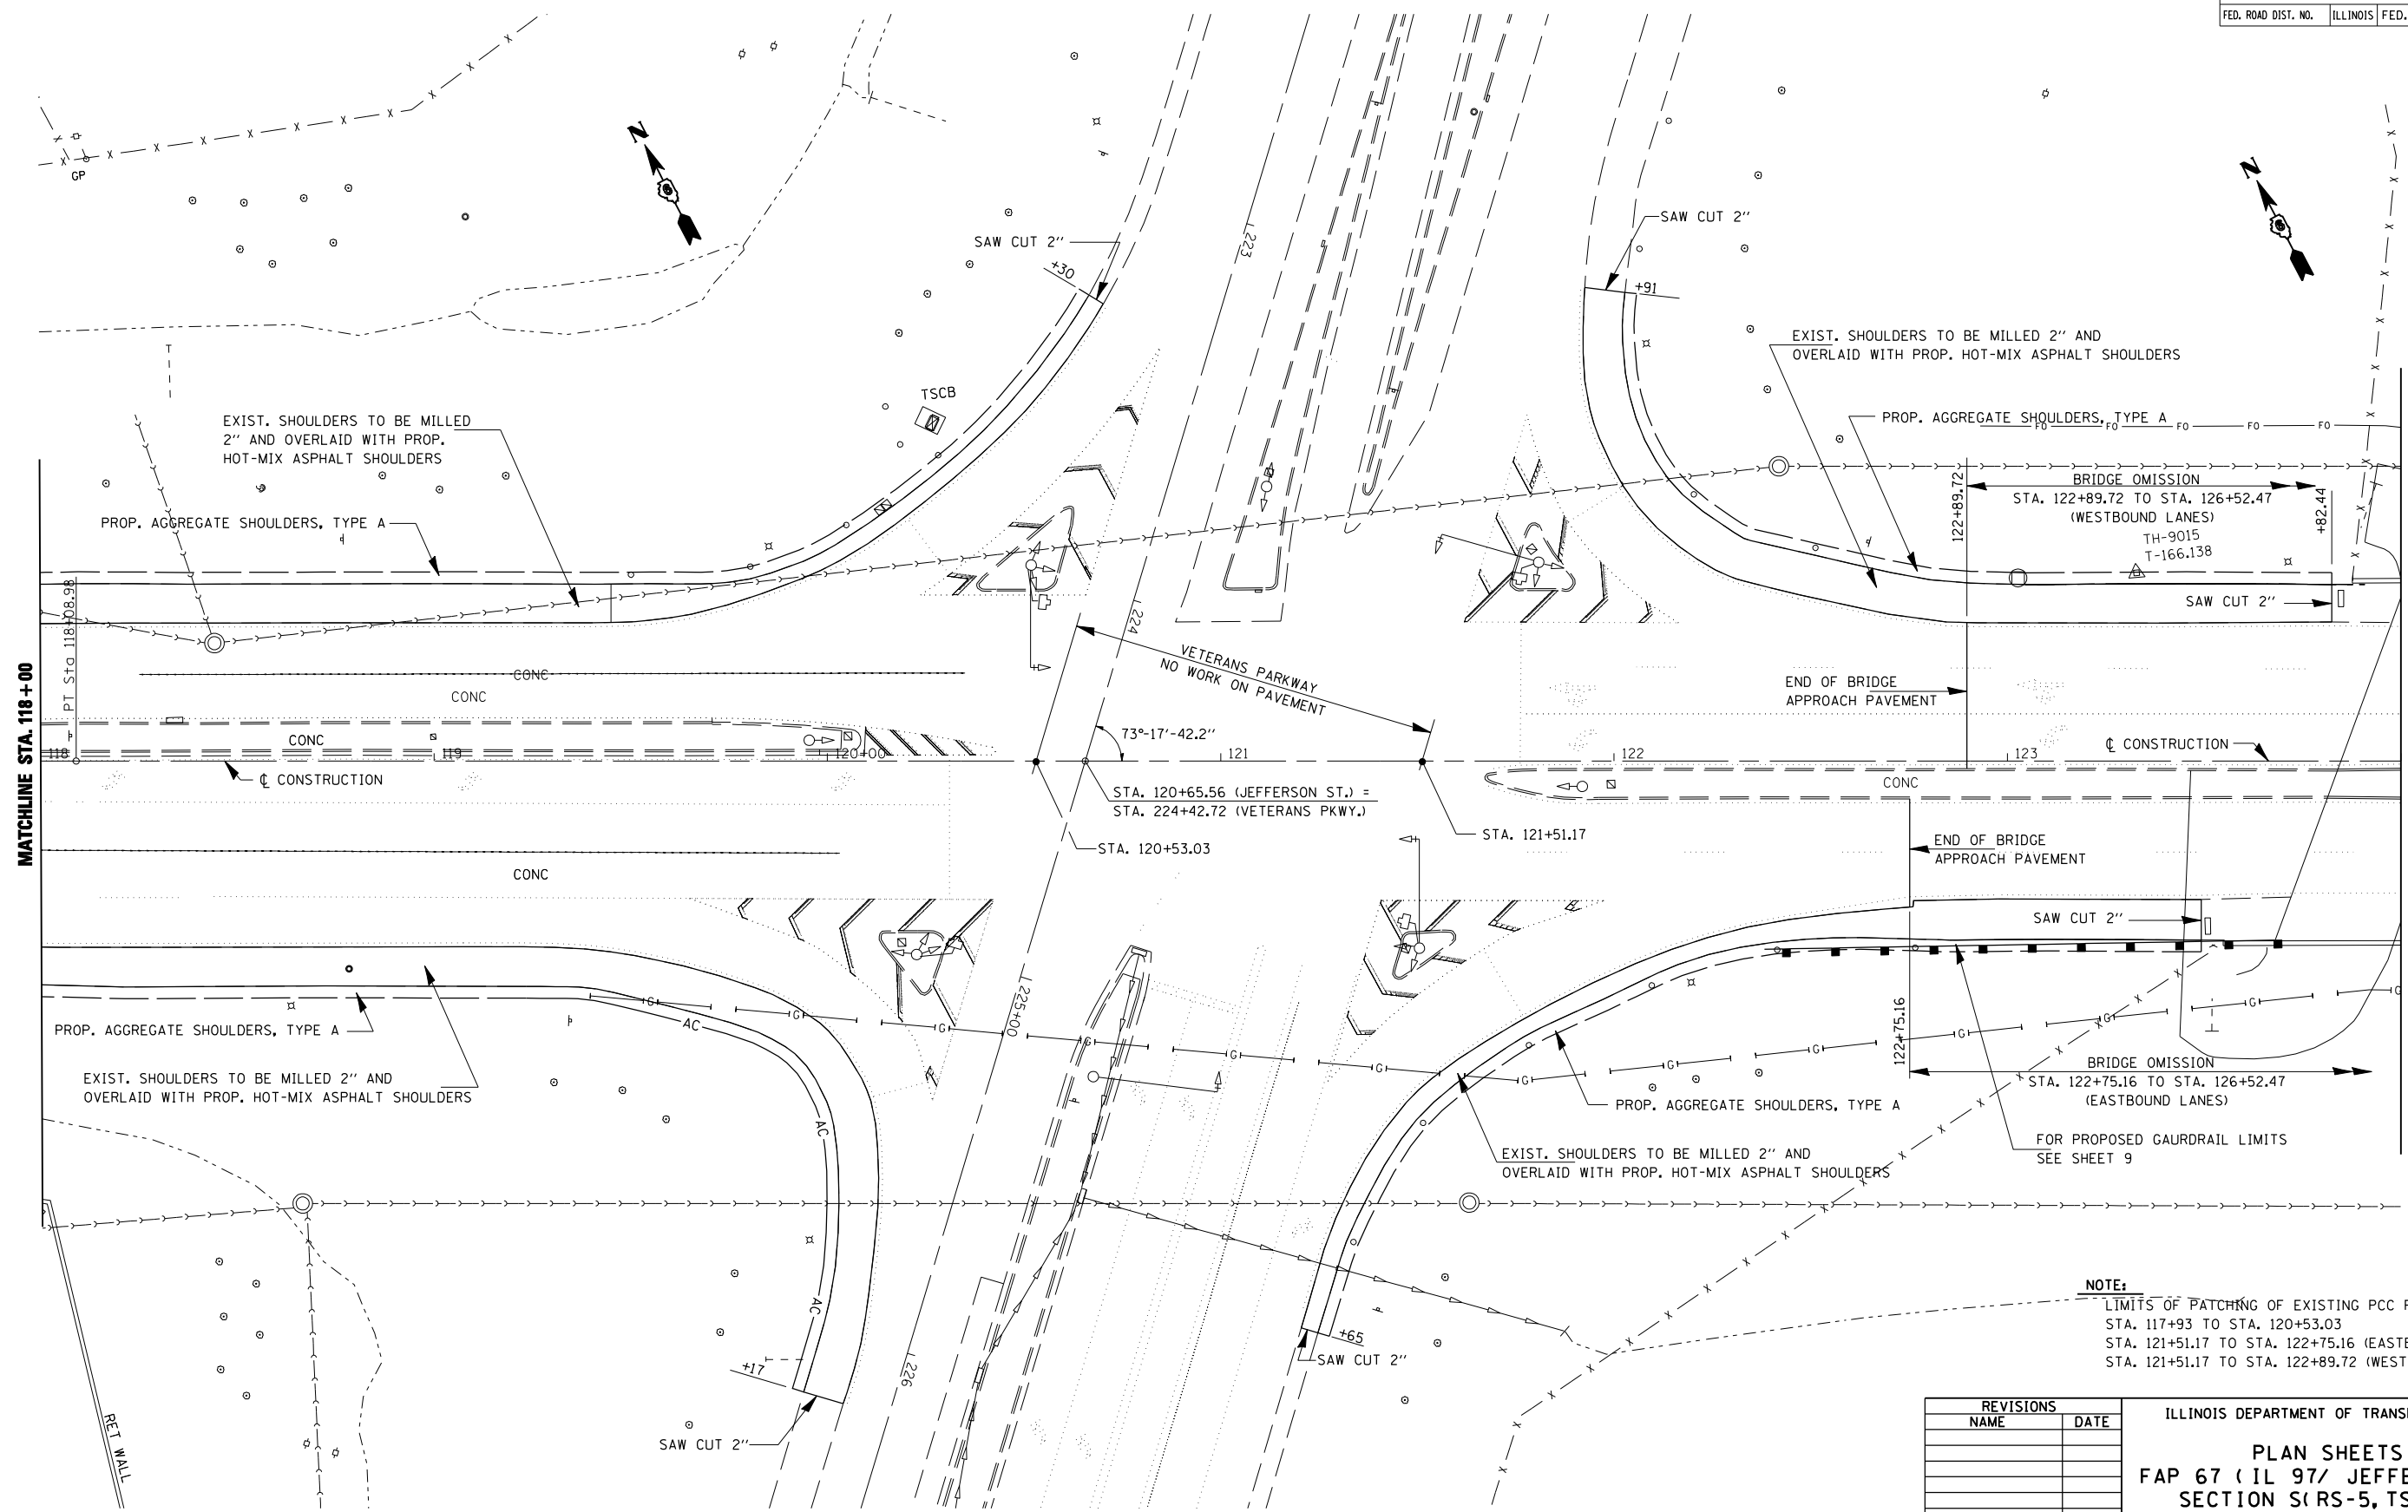 FED. ROAD DIST. NO. ILLINOIS FED.
GP
N
6
N
6
SAW CUT 2"
+30
223
SAW CUT 2"
+91
EXIST. SHOULDERS TO BE MILLED 2" AND
OVERLAID WITH PROP. HOT-MIX ASPHALT SHOULDERS
TSCB
EXIST. SHOULDERS TO BE MILLED
2" AND OVERLAID WITH PROP.
HOT-MIX ASPHALT SHOULDERS
PROP. AGGREGATE SHOULDERS, TYPE A
FO FO FO FO FO
BRIDGE OMISSION
STA. 122+89.72 TO STA. 126+52.47
(WESTBOUND LANES)
TH-9015
T-166.138
122+89.72
+82.44
PROP. AGGREGATE SHOULDERS, TYPE A
SAW CUT 2"
224
VETERANS PARKWAY
NO WORK ON PAVEMENT
MATCHLINE STA. 118+00
PT Sta 118+08.98
CONC
CONC
CONC
END OF BRIDGE
APPROACH PAVEMENT
73°-17'-42.2"
118
119
120+00
121
122
123
℄ CONSTRUCTION
℄ CONSTRUCTION
CONC
STA. 120+65.56 (JEFFERSON ST.) =
STA. 224+42.72 (VETERANS PKWY.)
STA. 121+51.17
STA. 120+53.03
END OF BRIDGE
APPROACH PAVEMENT
CONC
SAW CUT 2"
PROP. AGGREGATE SHOULDERS, TYPE A
AC
G G G G G G G G G G G G
225+00
122+75.16
EXIST. SHOULDERS TO BE MILLED 2" AND
OVERLAID WITH PROP. HOT-MIX ASPHALT SHOULDERS
BRIDGE OMISSION
STA. 122+75.16 TO STA. 126+52.47
(EASTBOUND LANES)
PROP. AGGREGATE SHOULDERS, TYPE A
AC
FOR PROPOSED GAURDRAIL LIMITS
SEE SHEET 9
EXIST. SHOULDERS TO BE MILLED 2" AND
OVERLAID WITH PROP. HOT-MIX ASPHALT SHOULDERS
AC
NOTE:
LIMITS OF PATCHING OF EXISTING PCC
STA. 117+93 TO STA. 120+53.03
STA. 121+51.17 TO STA. 122+75.16
STA. 121+51.17 TO STA. 122+89.72 (WEST
+65
SAW CUT 2"
+17
226
SAW CUT 2"
RET WALL
REVISIONS
NAME DATE
ILLINOIS DEPARTMENT OF
PLAN SHEETS
FAP 67 (IL 97/
SECTION S(RS-5,